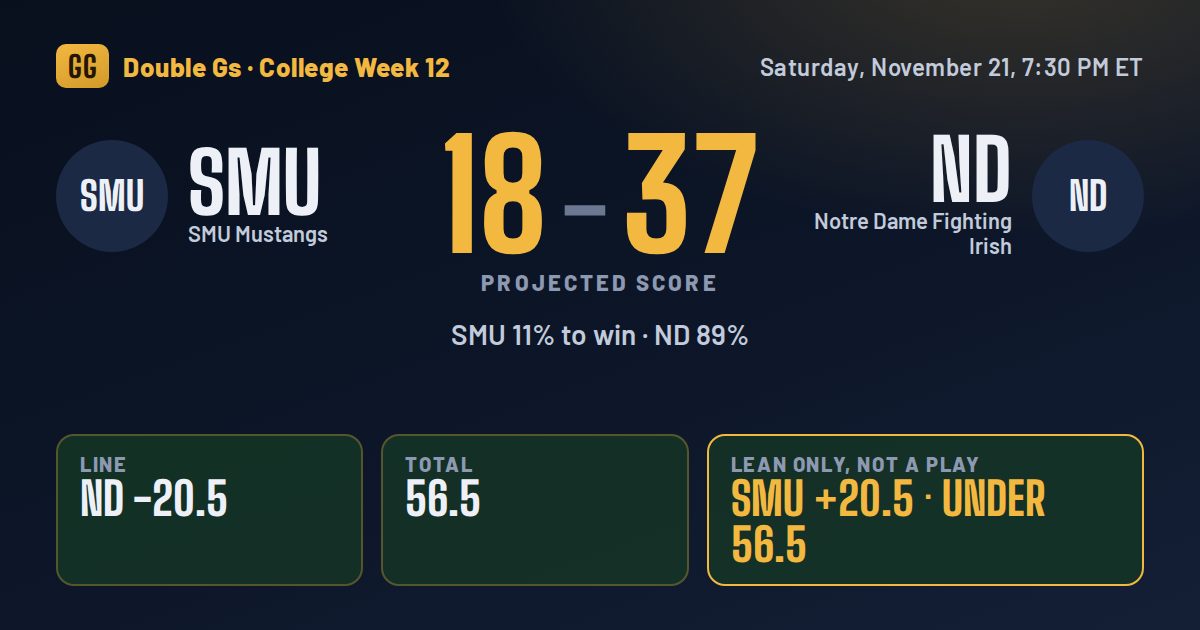 GG Double Gs · College Week 12
Saturday, November 21, 7:30 PM ET
SMU
SMU
SMU Mustangs
18 – 37
PROJECTED SCORE
SMU 11% to win · ND 89%
ND
Notre Dame Fighting
Irish
ND
LINE
ND −20.5
TOTAL
56.5
LEAN ONLY, NOT A PLAY
SMU +20.5 · UNDER
56.5